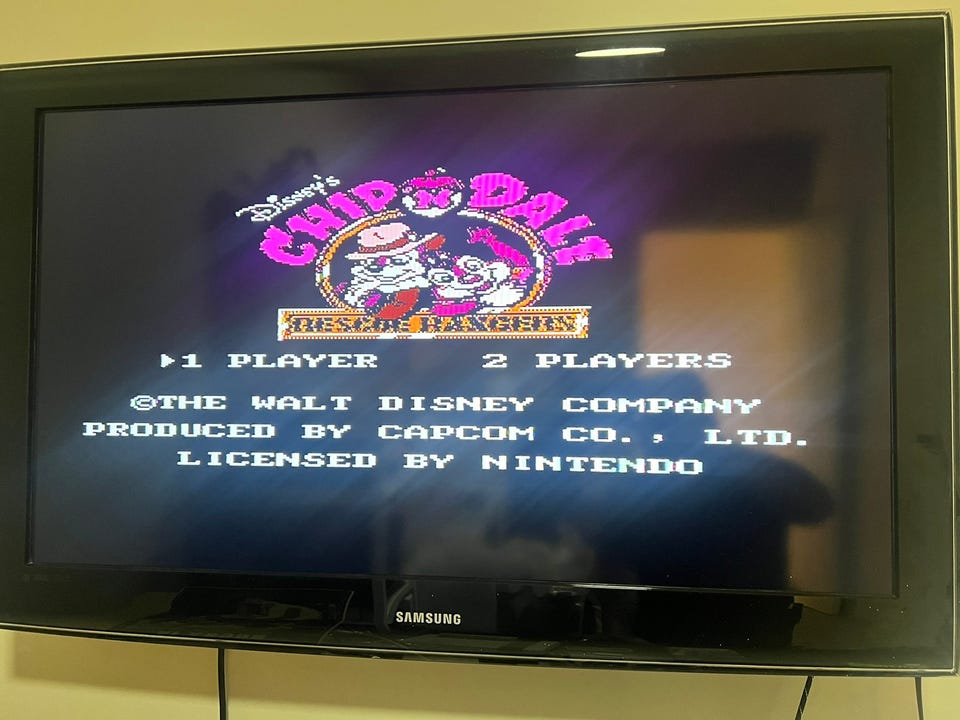 Disney's
CHIP DALE
RESCUE RANGERS
▶1 PLAYER 2 PLAYERS
©THE WALT DISNEY COMPANY
PRODUCED BY CAPCOM CO., LTD.
LICENSED BY NINTENDO
SAMSUNG